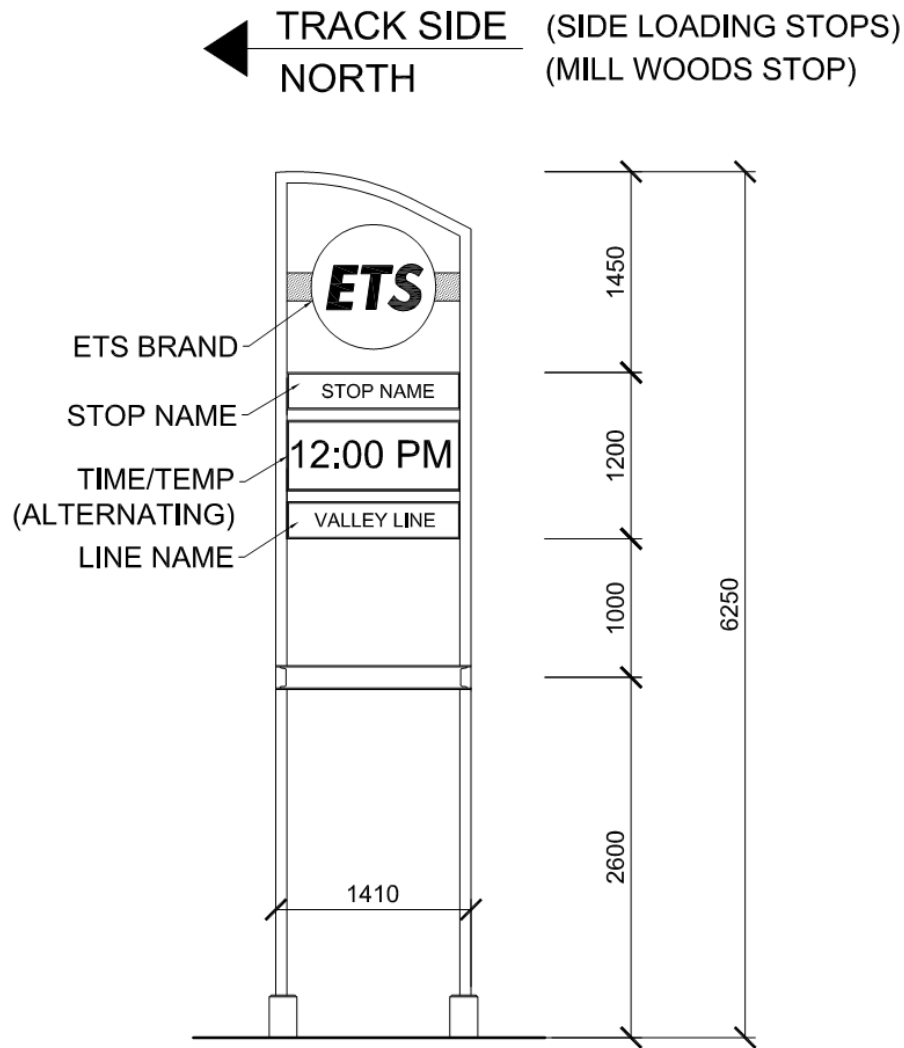 TRACK SIDE (SIDE LOADING STOPS)
NORTH (MILL WOODS STOP)
ETS
ETS BRAND
STOP NAME
STOP NAME
12:00 PM
TIME/TEMP
(ALTERNATING)
VALLEY LINE
LINE NAME
1450
1200
1000
6250
2600
1410